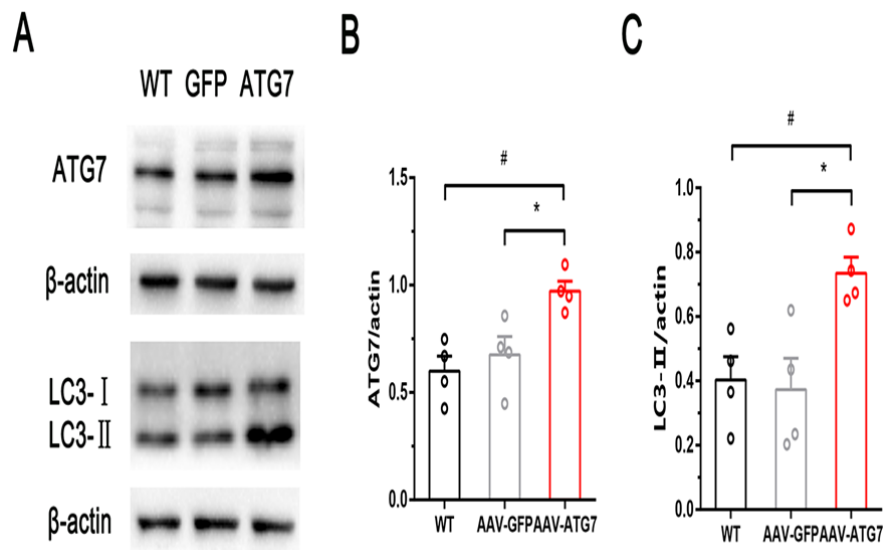 A
WT GFP ATG7
ATG7
β-actin
LC3-Ⅰ
LC3-Ⅱ
β-actin
B
ATG7/actin
1.5
1.0
0.5
0.0
#
*
WT AAV-GFP AAV-ATG7
C
LC3-Ⅱ/actin
1.0
0.8
0.6
0.4
0.2
0.0
#
*
WT AAV-GFP AAV-ATG7